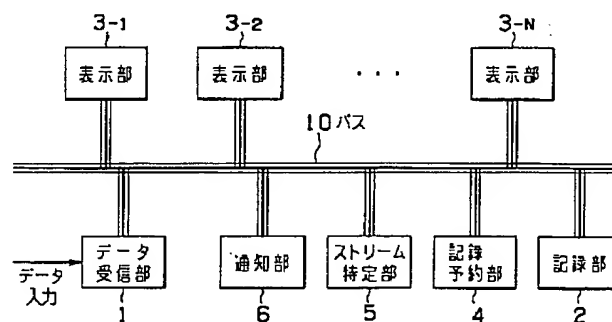 3-1
3-2
3-N
表示部
表示部
・・・
表示部
10 バス
データ
受信部
通知部
ストリーム
特定部
記録
予約部
記録部
データ
入力
1
6
5
4
2